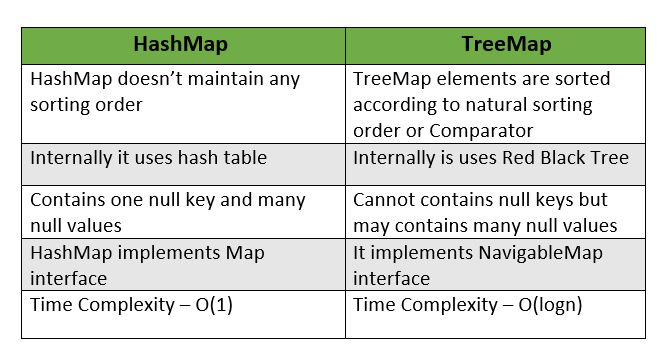 HashMap
TreeMap
HashMap doesn’t maintain any
sorting order
TreeMap elements are sorted
according to natural sorting
order or Comparator
Internally it uses hash table
Internally is uses Red Black Tree
Contains one null key and many
null values
Cannot contains null keys but
may contains many null values
HashMap implements Map
interface
It implements NavigableMap
interface
Time Complexity – O(1)
Time Complexity – O(logn)